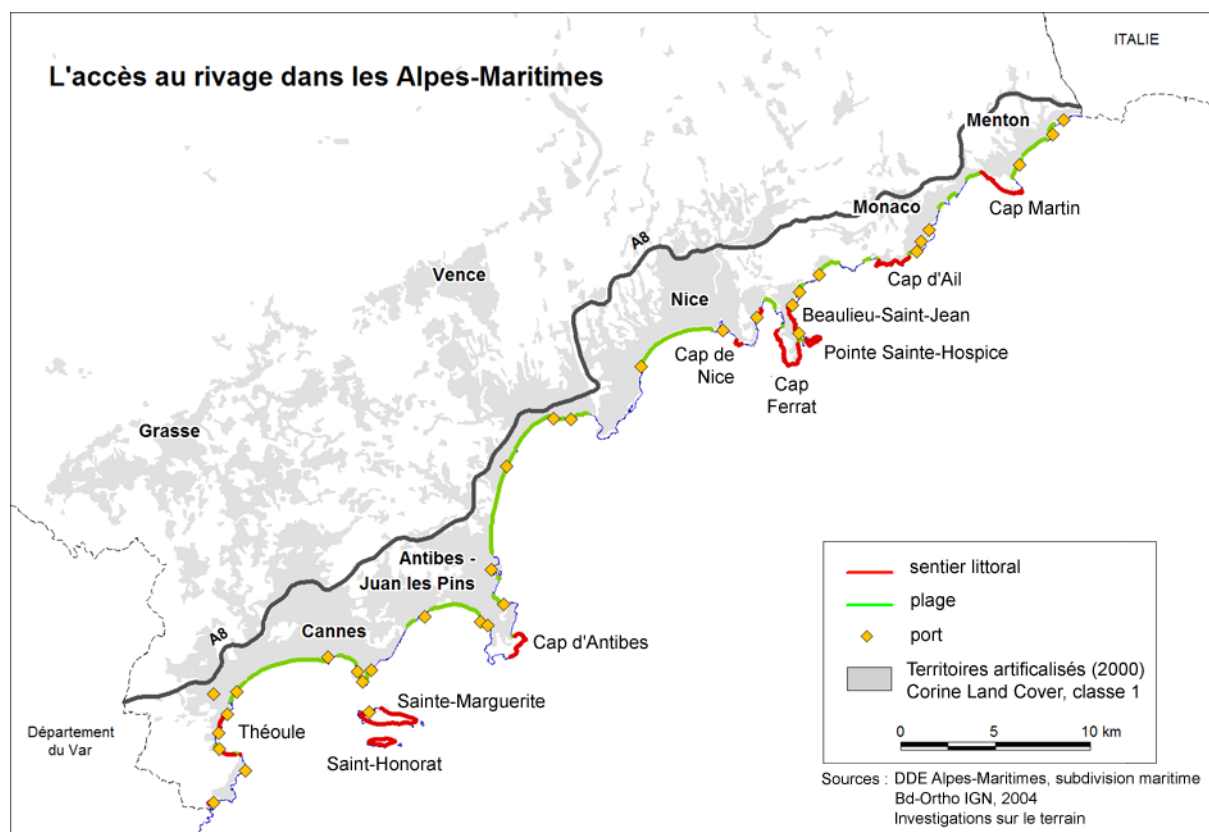 ITALIE
L'accès au rivage dans les Alpes-Maritimes
Menton
Cap Martin
Monaco
A8
Cap d'Ail
Vence
Nice
Beaulieu-Saint-Jean
Pointe Sainte-Hospice
Cap de
Nice
Cap
Ferrat
Grasse
Antibes -
Juan les Pins
A8
Cannes
Cap d'Antibes
Sainte-Marguerite
Saint-Honorat
Théoule
Département
du Var
sentier littoral
plage
port
Territoires artificalisés (2000)
Corine Land Cover, classe 1
0 5 10 km
Sources : DDE Alpes-Maritimes, subdivision maritime
Bd-Ortho IGN, 2004
Investigations sur le terrain